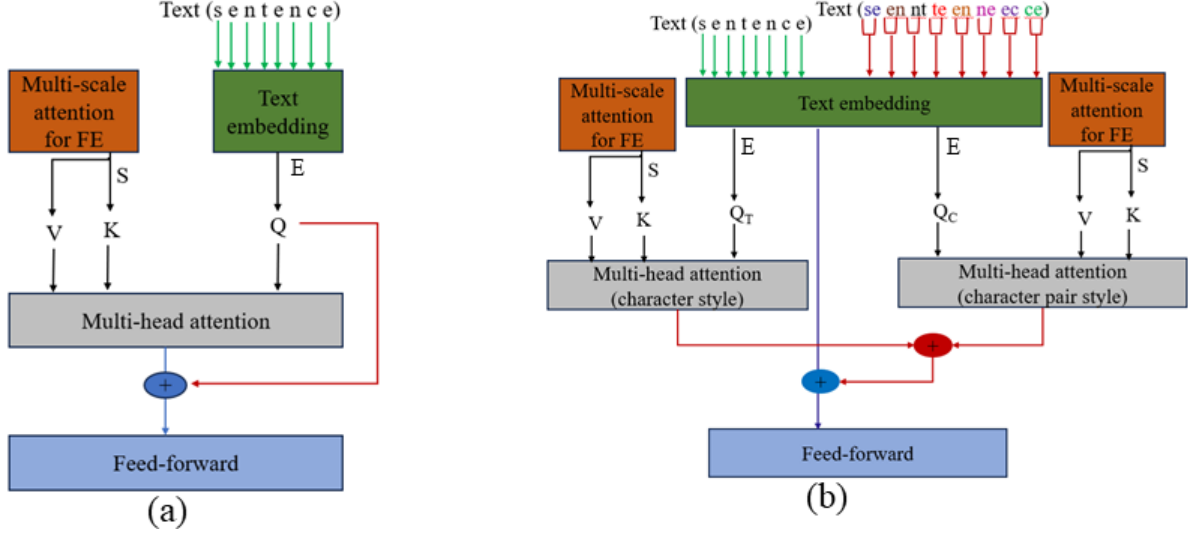 Text (s e n t e n c e)
Multi-scale
attention
for FE
Text
embedding
S
E
V
K
Q
Multi-head attention
+
Feed-forward
(a)
Text (s e n t e n c e)
Text (se en nt te en ne ec ce)
Multi-scale
attention
for FE
Text embedding
Multi-scale
attention
for FE
S
E
E
S
V
K
QT
QC
V
K
Multi-head attention
(character style)
Multi-head attention
(character pair style)
+
+
Feed-forward
(b)